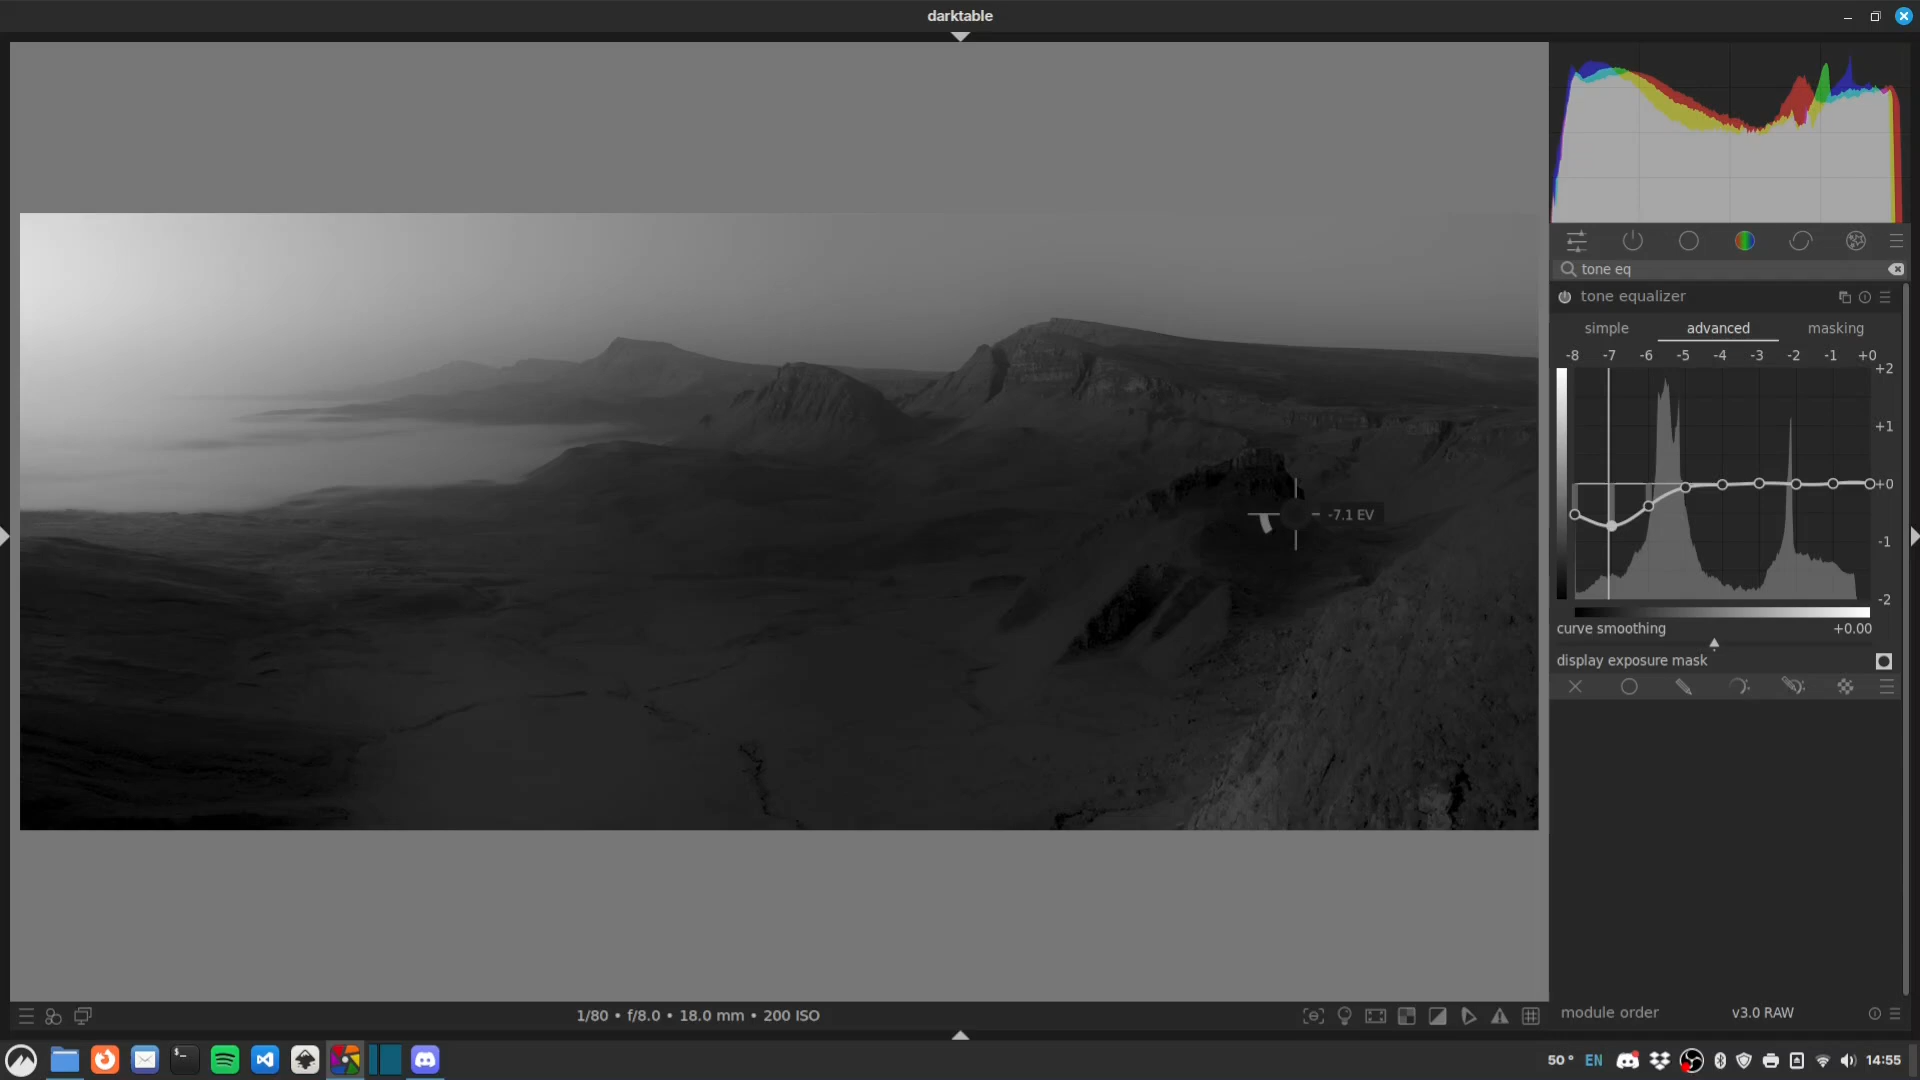 darktable
tone eq
tone equalizer
simple advanced masking
-8 -7 -6 -5 -4 -3 -2 -1 +0
+2
+1
+0
-1
-2
-7.1 EV
curve smoothing +0.00
display exposure mask
1/80 • f/8.0 • 18.0 mm • 200 ISO
module order v3.0 RAW
50° EN 14:55